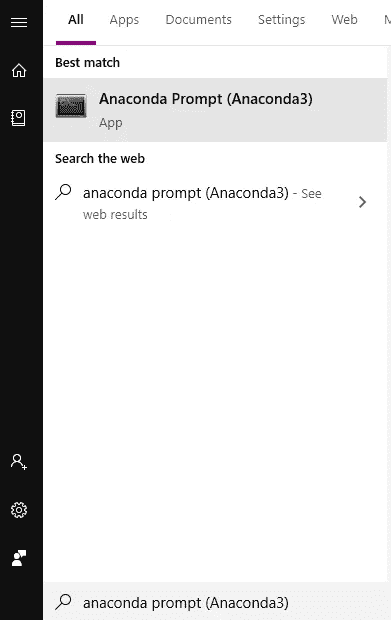 All Apps Documents Settings Web M
Best match
Anaconda Prompt (Anaconda3)
App
Search the web
anaconda prompt (Anaconda3) - See
web results
anaconda prompt (Anaconda3)